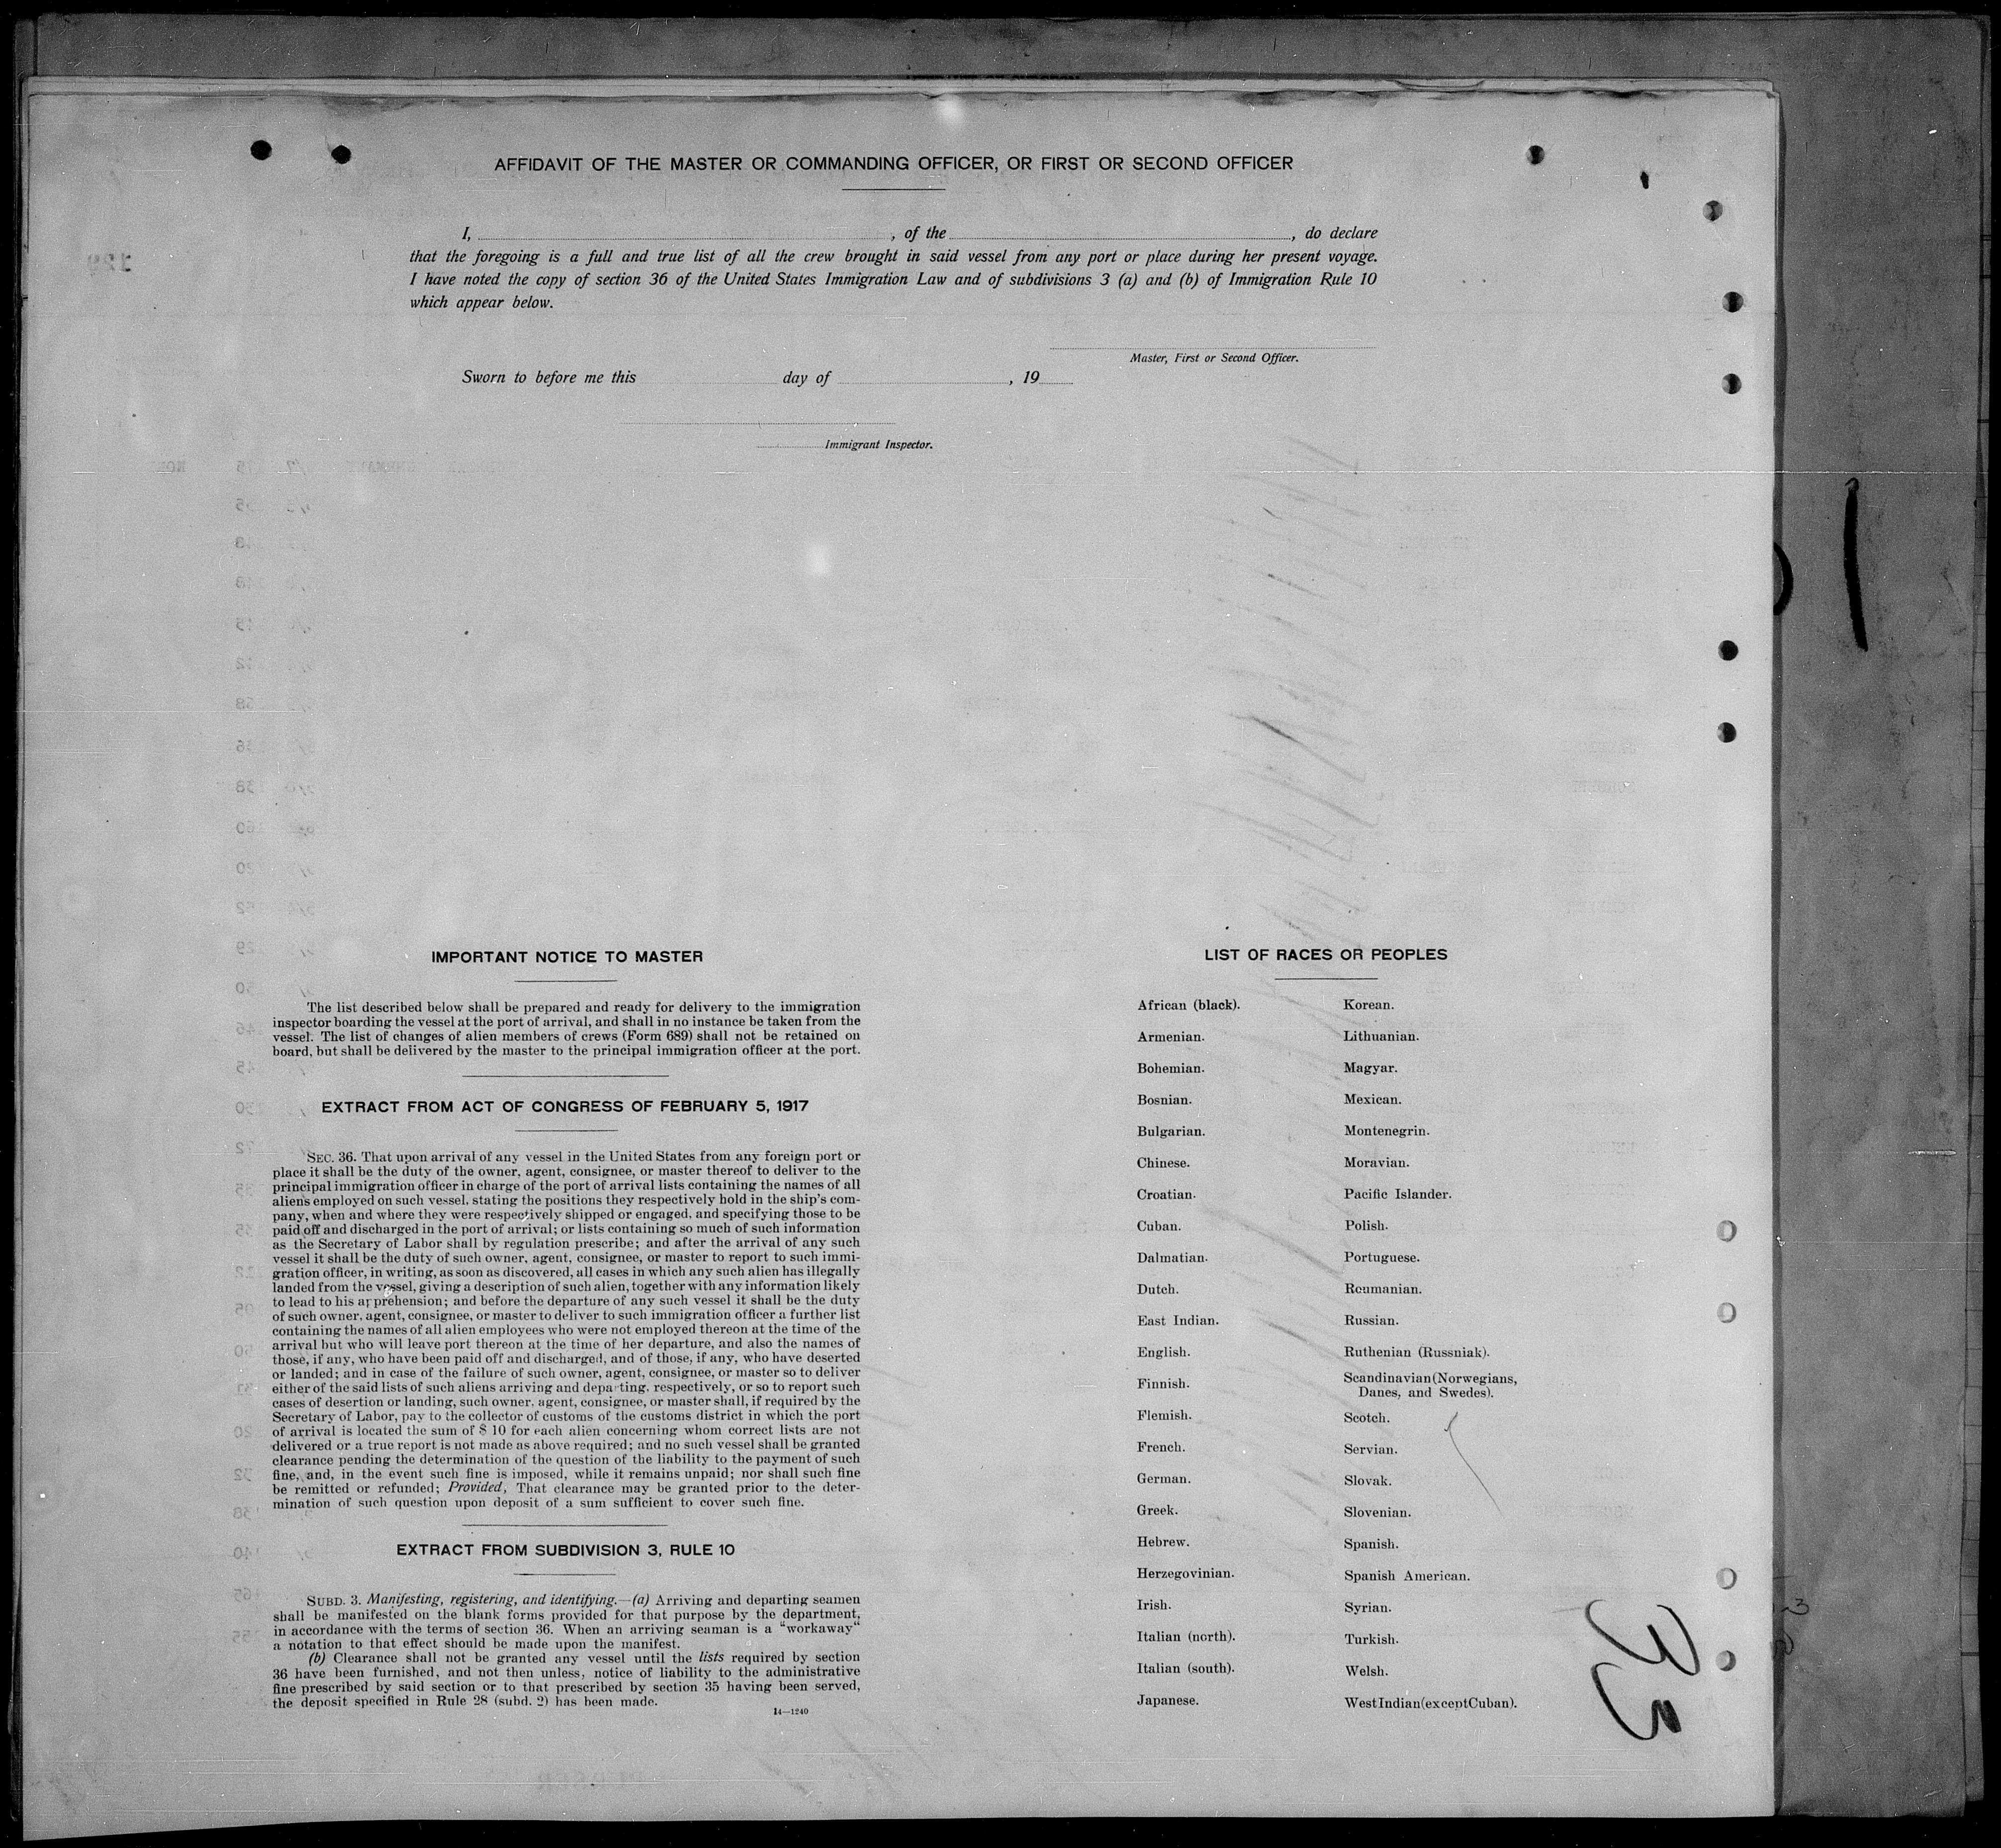 AFFIDAVIT OF THE MASTER OR COMMANDING OFFICER, OR FIRST OR SECOND OFFICER
I, , of the , do declare
that the foregoing is a full and true list of all the crew brought in said vessel from any port or place during her present voyage.
I have noted the copy of section 36 of the United States Immigration Law and of subdivisions 3 (a) and (b) of Immigration Rule 10
which appear below.
Master, First or Second Officer.
Sworn to before me this day of , 19
Immigrant Inspector.
IMPORTANT NOTICE TO MASTER
The list described below shall be prepared and ready for delivery to the immigration
inspector boarding the vessel at the port of arrival, and shall in no instance be taken from the
vessel. The list of changes of alien members of crews (Form 689) shall not be retained on
board, but shall be delivered by the master to the principal immigration officer at the port.
EXTRACT FROM ACT OF CONGRESS OF FEBRUARY 5, 1917
SEC. 36. That upon arrival of any vessel in the United States from any foreign port or
place it shall be the duty of the owner, agent, consignee, or master thereof to deliver to the
principal immigration officer in charge of the port of arrival lists containing the names of all
aliens employed on such vessel, stating the positions they respectively hold in the ship's com-
pany, when and where they were respectively shipped or engaged, and specifying those to be
paid off and discharged in the port of arrival; or lists containing so much of such information
as the Secretary of Labor shall by regulation prescribe; and after the arrival of any such
vessel it shall be the duty of such owner, agent, consignee, or master to report to such immi-
gration officer, in writing, as soon as discovered, all cases in which any such alien has illegally
landed from the vessel, giving a description of such alien, together with any information likely
to lead to his apprehension; and before the departure of any such vessel it shall be the duty
of such owner, agent, consignee, or master to deliver to such immigration officer a further list
containing the names of all alien employees who were not employed thereon at the time of the
arrival but who will leave port thereon at the time of her departure, and also the names of
those, if any, who have been paid off and discharged, and of those, if any, who have deserted
or landed; and in case of the failure of such owner, agent, consignee, or master so to deliver
either of the said lists of such aliens arriving and departing, respectively, or so to report such
cases of desertion or landing, such owner, agent, consignee, or master shall, if required by the
Secretary of Labor, pay to the collector of customs of the customs district in which the port
of arrival is located the sum of $ 10 for each alien concerning whom correct lists are not
delivered or a true report is not made as above required; and no such vessel shall be granted
clearance pending the determination of the question of the liability to the payment of such
fine, and, in the event such fine is imposed, while it remains unpaid; nor shall such fine
be remitted or refunded; Provided, That clearance may be granted prior to the deter-
mination of such question upon deposit of a sum sufficient to cover such fine.
EXTRACT FROM SUBDIVISION 3, RULE 10
SUBD. 3. Manifesting, registering, and identifying.—(a) Arriving and departing seamen
shall be manifested on the blank forms provided for that purpose by the department,
in accordance with the terms of section 36. When an arriving seaman is a "workaway"
a notation to that effect should be made upon the manifest.
(b) Clearance shall not be granted any vessel until the lists required by section
36 have been furnished, and not then unless, notice of liability to the administrative
fine prescribed by said section or to that prescribed by section 35 having been served,
the deposit specified in Rule 28 (subd. 2) has been made.
14—1240
LIST OF RACES OR PEOPLES
African (black).
Armenian.
Bohemian.
Bosnian.
Bulgarian.
Chinese.
Croatian.
Cuban.
Dalmatian.
Dutch.
East Indian.
English.
Finnish.
Flemish.
French.
German.
Greek.
Hebrew.
Herzegovinian.
Irish.
Italian (north).
Italian (south).
Japanese.
Korean.
Lithuanian.
Magyar.
Mexican.
Montenegrin.
Moravian.
Pacific Islander.
Polish.
Portuguese.
Roumanian.
Russian.
Ruthenian (Russniak).
Scandinavian (Norwegians,
Danes, and Swedes).
Scotch.
Servian.
Slovak.
Slovenian.
Spanish.
Spanish American.
Syrian.
Turkish.
Welsh.
West Indian (except Cuban).